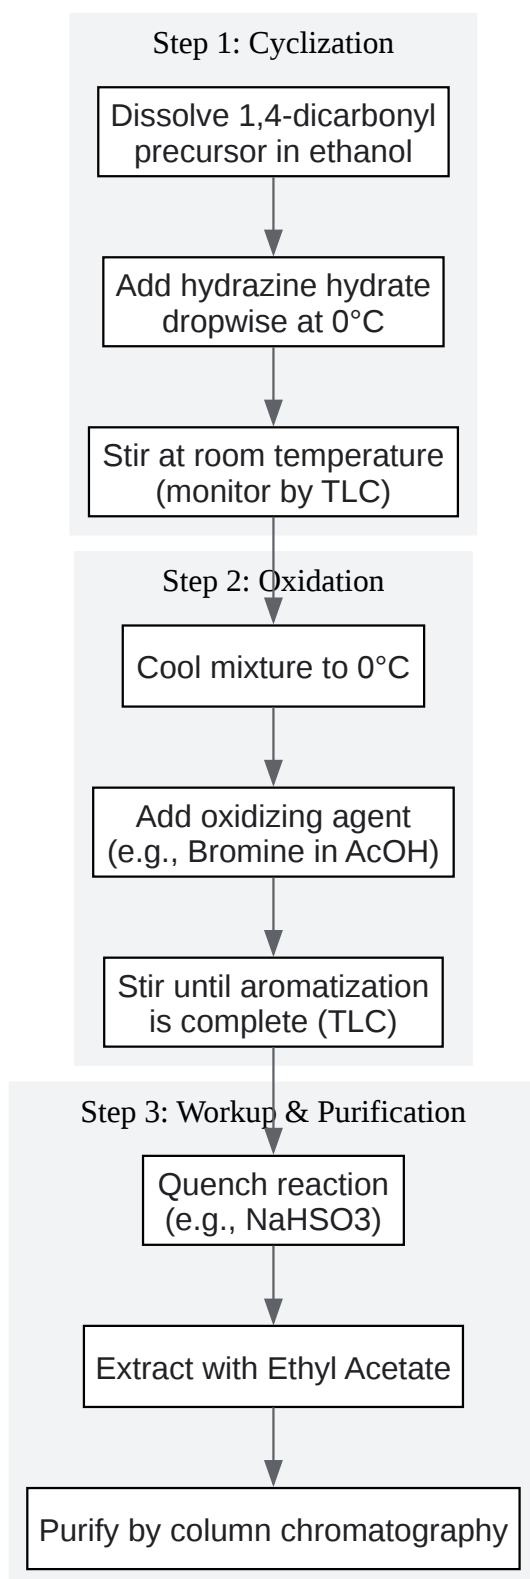 Step 1: Cyclization
Dissolve 1,4-dicarbonyl
precursor in ethanol
Add hydrazine hydrate
dropwise at 0°C
Stir at room temperature
(monitor by TLC)
Step 2: Oxidation
Cool mixture to 0°C
Add oxidizing agent
(e.g., Bromine in AcOH)
Stir until aromatization
is complete (TLC)
Step 3: Workup & Purification
Quench reaction
(e.g., NaHSO3)
Extract with Ethyl Acetate
Purify by column chromatography